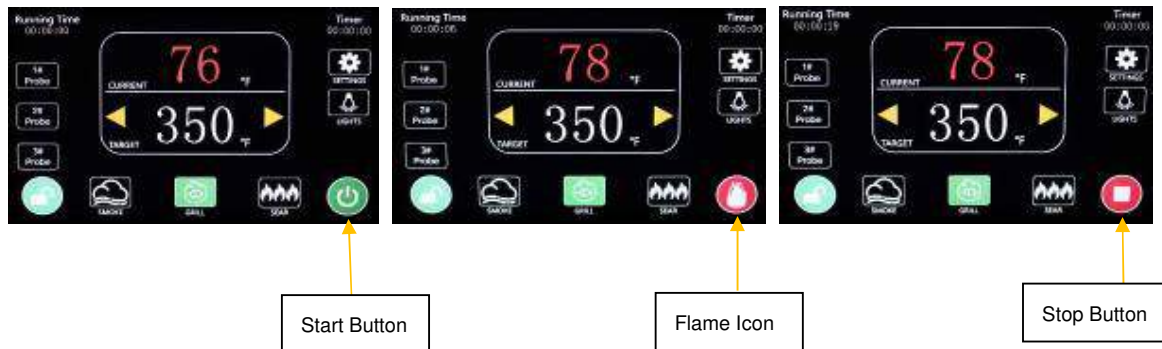 Running Time
00:00:00
Timer
00:00:00
76 °F
CURRENT
350 °F
TARGET
1# Probe
2# Probe
3# Probe
SETTINGS
LIGHTS
SMOKE
GRILL
SEAR
Running Time
00:00:06
Timer
00:00:00
78 °F
CURRENT
350 °F
TARGET
1# Probe
2# Probe
3# Probe
SETTINGS
LIGHTS
SMOKE
GRILL
SEAR
Running Time
00:00:19
Timer
00:00:00
78 °F
CURRENT
350 °F
TARGET
1# Probe
2# Probe
3# Probe
SETTINGS
LIGHTS
SMOKE
GRILL
SEAR
Start Button
Flame Icon
Stop Button